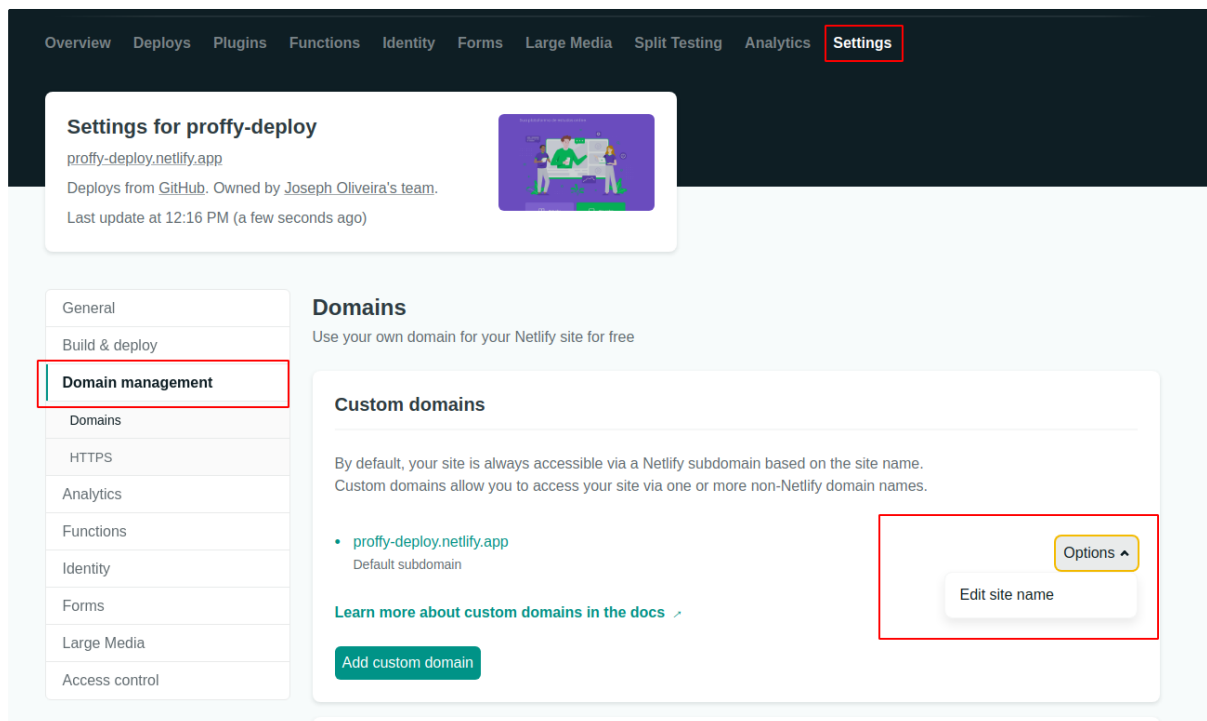 Overview Deploys Plugins Functions Identity Forms Large Media Split Testing Analytics Settings
Settings for proffy-deploy
proffy-deploy.netlify.app
Deploys from GitHub. Owned by Joseph Oliveira's team.
Last update at 12:16 PM (a few seconds ago)
General
Build & deploy
Domain management
Domains
HTTPS
Analytics
Functions
Identity
Forms
Large Media
Access control
Domains
Use your own domain for your Netlify site for free
Custom domains
By default, your site is always accessible via a Netlify subdomain based on the site name.
Custom domains allow you to access your site via one or more non-Netlify domain names.
proffy-deploy.netlify.app
Default subdomain
Options
Edit site name
Learn more about custom domains in the docs
Add custom domain